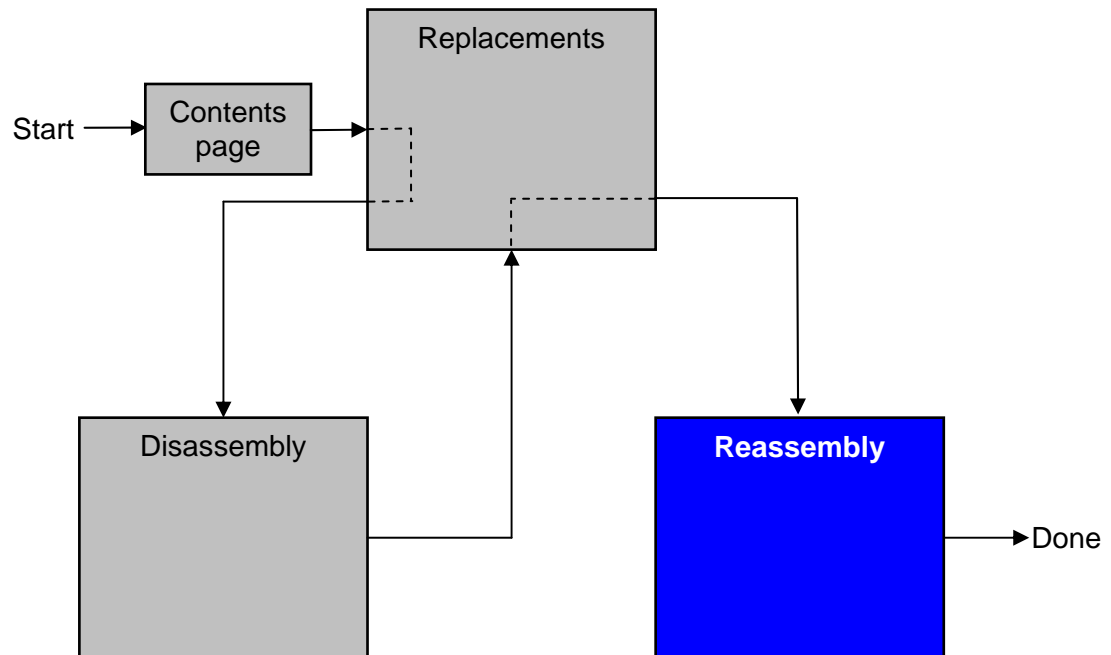 Replacements
Contents
page
Start
Disassembly
Reassembly
Done